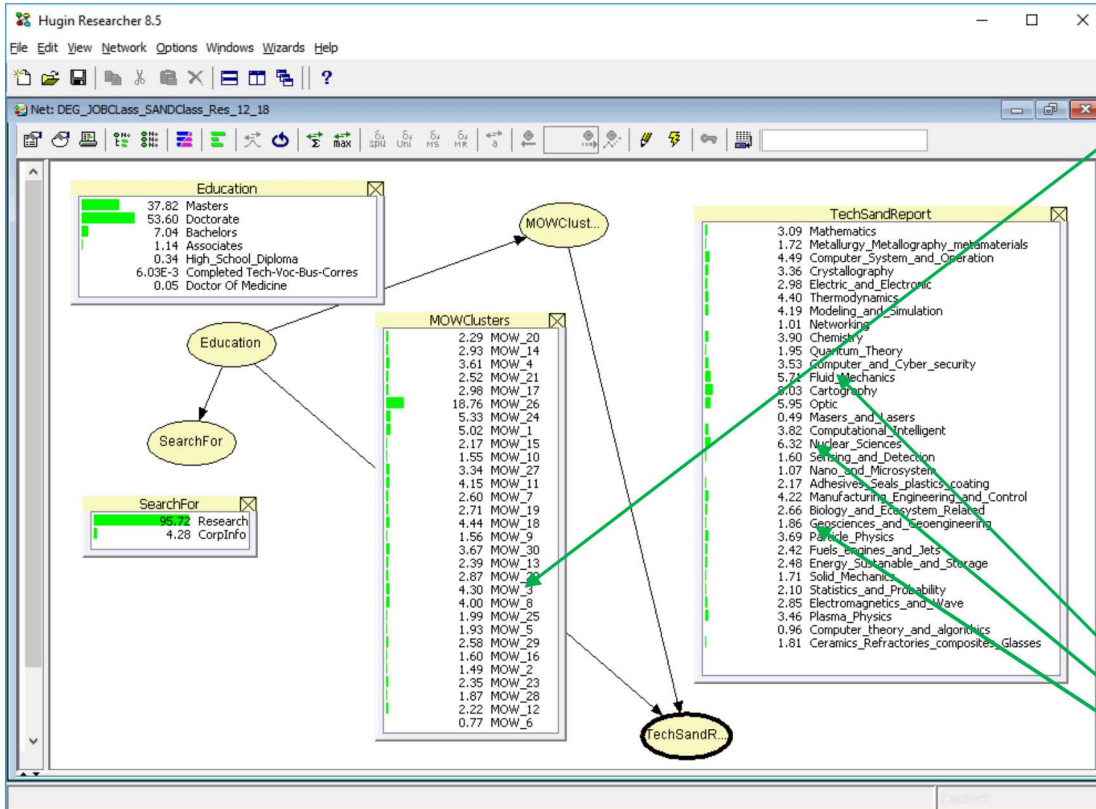 Hugin Researcher 8.5
File Edit View Network Options Windows Wizards Help
Net: DEG_JOBCLass_SANDClass_Res_12_18
Σ max δu spu δu Uni δu MS δu MR a
Education
37.82 Masters
53.60 Doctorate
7.04 Bachelors
1.14 Associates
0.34 High_School_Diploma
6.03E-3 Completed Tech-Voc-Bus-Corres
0.05 Doctor Of Medicine
MOWClust...
Education
SearchFor
SearchFor
95.72 Research
4.28 CorpInfo
MOWClusters
2.29 MOW_20
2.93 MOW_14
3.61 MOW_4
2.52 MOW_21
2.98 MOW_17
18.76 MOW_26
5.33 MOW_24
5.02 MOW_1
2.17 MOW_15
1.55 MOW_10
3.34 MOW_27
4.15 MOW_11
2.60 MOW_7
2.71 MOW_19
4.44 MOW_18
1.56 MOW_9
3.67 MOW_30
2.39 MOW_13
2.87
4.30 MOW_3
4.00 MOW_8
1.99 MOW_25
1.93 MOW_5
2.58 MOW_29
1.60 MOW_16
1.49 MOW_2
2.35 MOW_23
1.87 MOW_28
2.22 MOW_12
0.77 MOW_6
TechSandReport
3.09 Mathematics
1.72 Metallurgy_Metallography_metamaterials
4.49 Computer_System_and_Operation
3.36 Crystallography
2.98 Electric_and_Electronic
4.40 Thermodynamics
4.19 Modeling_and_Simulation
1.01 Networking
3.90 Chemistry
1.95 Quantum_Theory
3.53 Computer_and_Cyber_security
5.71 Fluid_Mechanics
8.03 Cartography
5.95 Optic
0.49 Masers_and_Lasers
3.82 Computational_Intelligent
6.32 Nuclear_Sciences
1.60 Sensing_and_Detection
1.07 Nano_and_Microsystem
2.17 Adhesives_Seals_plastics_coating
4.22 Manufacturing_Engineering_and_Control
2.66 Biology_and_Ecosystem_Related
1.86 Geosciences_and_Geoengineering
3.69 Particle_Physics
2.42 Fuels_engines_and_Jets
2.48 Energy_Sustanable_and_Storage
1.71 Solid_Mechanics
2.10 Statistics_and_Probability
2.85 Electromagnetics_and_Wave
3.46 Plasma_Physics
0.96 Computer_theory_and_algorithics
1.81 Ceramics_Refractories_composites_Glasses
TechSandR...